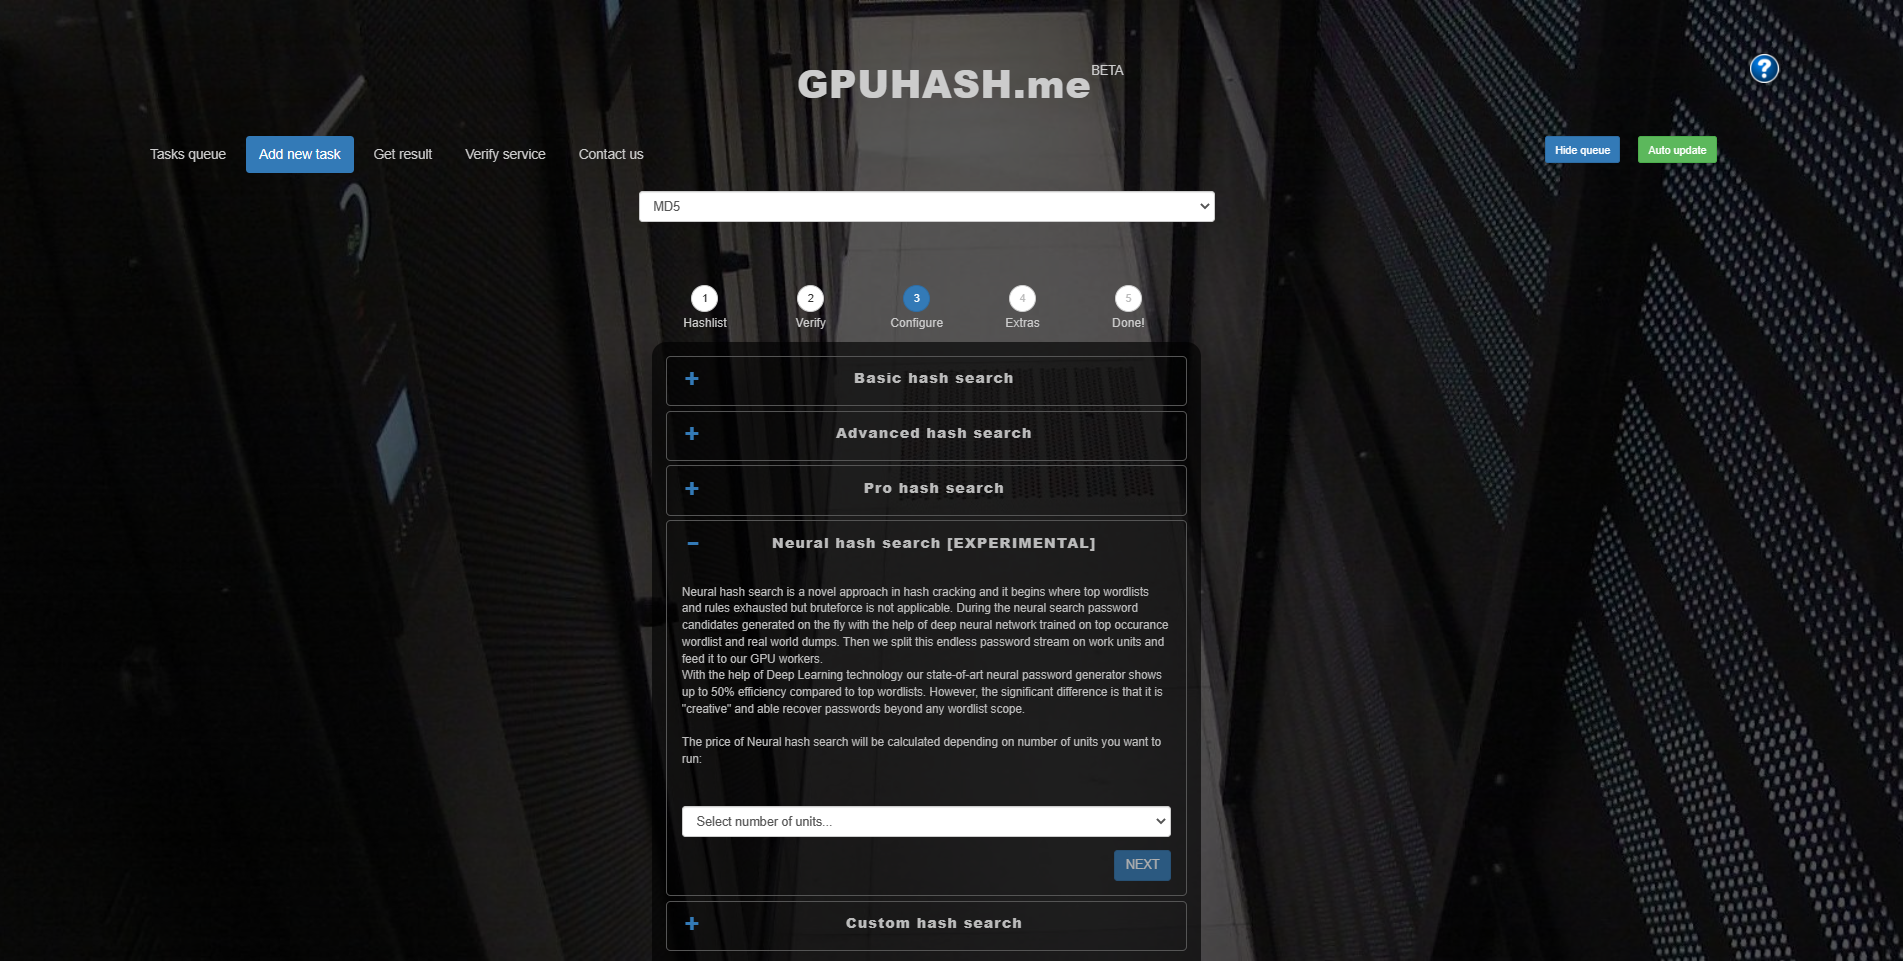 GPUHASH.me BETA
?
Tasks queue
Add new task
Get result
Verify service
Contact us
Hide queue
Auto update
MD5
1
Hashlist
2
Verify
3
Configure
4
Extras
5
Done!
+ Basic hash search
+ Advanced hash search
+ Pro hash search
− Neural hash search [EXPERIMENTAL]
Neural hash search is a novel approach in hash cracking and it begins where top wordlists
and rules exhausted but bruteforce is not applicable. During the neural search password
candidates generated on the fly with the help of deep neural network trained on top occurance
wordlist and real world dumps. Then we split this endless password stream on work units and
feed it to our GPU workers.
With the help of Deep Learning technology our state-of-art neural password generator shows
up to 50% efficiency compared to top wordlists. However, the significant difference is that it is
"creative" and able recover passwords beyond any wordlist scope.
The price of Neural hash search will be calculated depending on number of units you want to
run:
Select number of units...
NEXT
+ Custom hash search